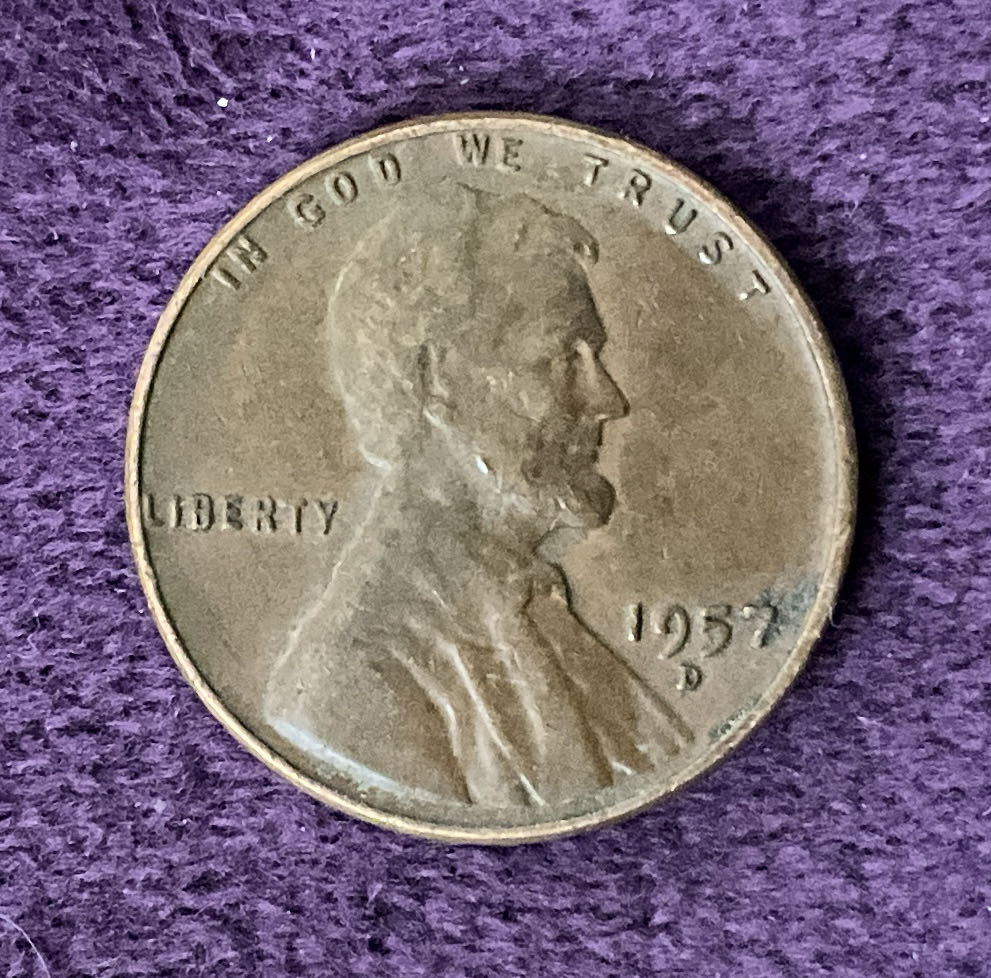 IN GOD WE TRUST
LIBERTY
1957
D